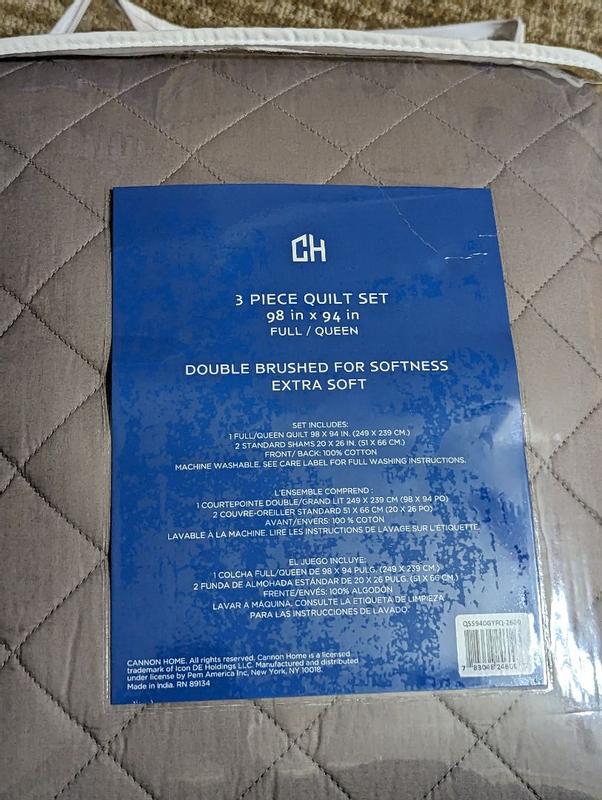 CH
3 PIECE QUILT SET
98 in x 94 in
FULL / QUEEN
DOUBLE BRUSHED FOR SOFTNESS
EXTRA SOFT
SET INCLUDES:
1 FULL/QUEEN QUILT 98 X 94 IN. (249 X 239 CM.)
2 STANDARD SHAMS 20 X 26 IN. (51 X 66 CM.)
FRONT/BACK: 100% COTTON
MACHINE WASHABLE. SEE CARE LABEL FOR FULL WASHING INSTRUCTIONS.
L'ENSEMBLE COMPREND :
1 COURTEPOINTE DOUBLE/GRAND LIT 249 X 239 CM (98 X 94 PO)
2 COUVRE-OREILLER STANDARD 51 X 66 CM (20 X 26 PO)
AVANT/ENVERS: 100 % COTON
LAVABLE À LA MACHINE. LIRE LES INSTRUCTIONS DE LAVAGE SUR L'ÉTIQUETTE.
EL JUEGO INCLUYE:
1 COLCHA FULL/QUEEN DE 98 X 94 PULG. (249 X 239 CM.)
2 FUNDA DE ALMOHADA ESTÁNDAR DE 20 X 26 PULG. (51 X 66 CM.)
FRENTE/ENVÉS: 100% ALGODÓN
LAVAR A MÁQUINA, CONSULTE LA ETIQUETA DE LIMPIEZA
PARA LAS INSTRUCCIONES DE LAVADO
CANNON HOME. All rights reserved. Cannon Home is a licensed
trademark of Icon DE Holdings LLC. Manufactured and distributed
under license by Pem America Inc, New York, NY 10018.
Made in India. RN 89134